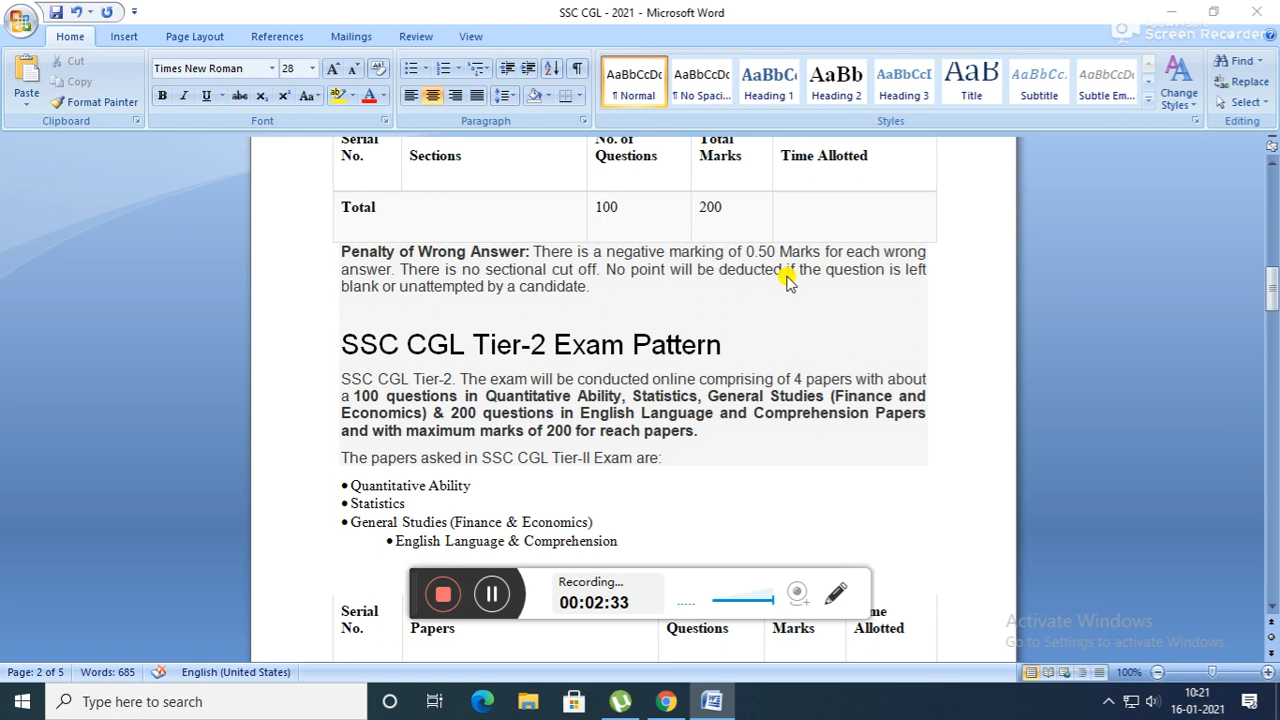 SSC CGL - 2021 - Microsoft Word
Screen Recorder
Home Insert Page Layout References Mailings Review View
Paste
Cut
Copy
Format Painter
Clipboard
Times New Roman 28
Font
Paragraph
AaBbCcDc AaBbCcDc AaBbCc AaBb AaBbCcI AaB AaBbCc. AaBbCcDc
¶ Normal ¶ No Spaci... Heading 1 Heading 2 Heading 3 Title Subtitle Subtle Em...
Styles
Change
Styles
Find
Replace
Select
Editing
Serial
No.
Sections
No. of
Questions
Total
Marks
Time Allotted
Total 100 200
Penalty of Wrong Answer: There is a negative marking of 0.50 Marks for each wrong
answer. There is no sectional cut off. No point will be deducted if the question is left
blank or unattempted by a candidate.
SSC CGL Tier-2 Exam Pattern
SSC CGL Tier-2. The exam will be conducted online comprising of 4 papers with about
a 100 questions in Quantitative Ability, Statistics, General Studies (Finance and
Economics) & 200 questions in English Language and Comprehension Papers
and with maximum marks of 200 for reach papers.
The papers asked in SSC CGL Tier-II Exam are:
• Quantitative Ability
• Statistics
• General Studies (Finance & Economics)
• English Language & Comprehension
Recording...
00:02:33
Serial
No.
Papers
Questions
Marks
Allotted
Activate Windows
Go to Settings to activate Windows.
Page: 2 of 5 Words: 685 English (United States) 100%
Type here to search
10:21
16-01-2021